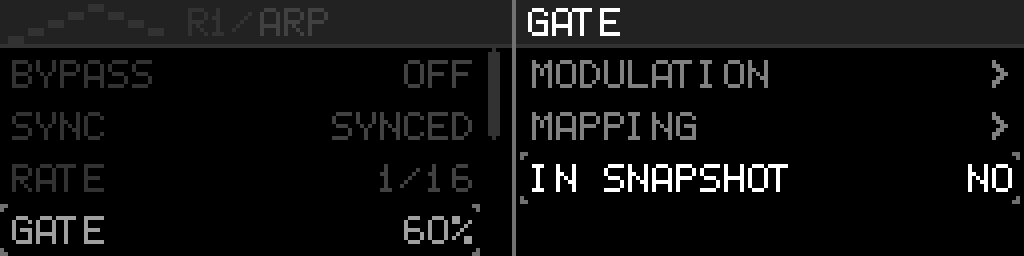 R1/ARP
BYPASS OFF
SYNC SYNCED
RATE 1/16
GATE 60%
GATE
MODULATION >
MAPPING >
IN SNAPSHOT NO